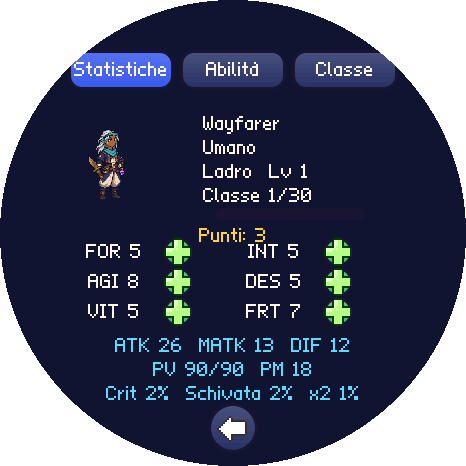 Statistiche Abilità Classe
Wayfarer
Umano
Ladro Lv 1
Classe 1/30
Punti: 3
FOR 5 INT 5
AGI 8 DES 5
VIT 5 FRT 7
ATK 26 MATK 13 DIF 12
PV 90/90 PM 18
Crit 2% Schivata 2% x2 1%